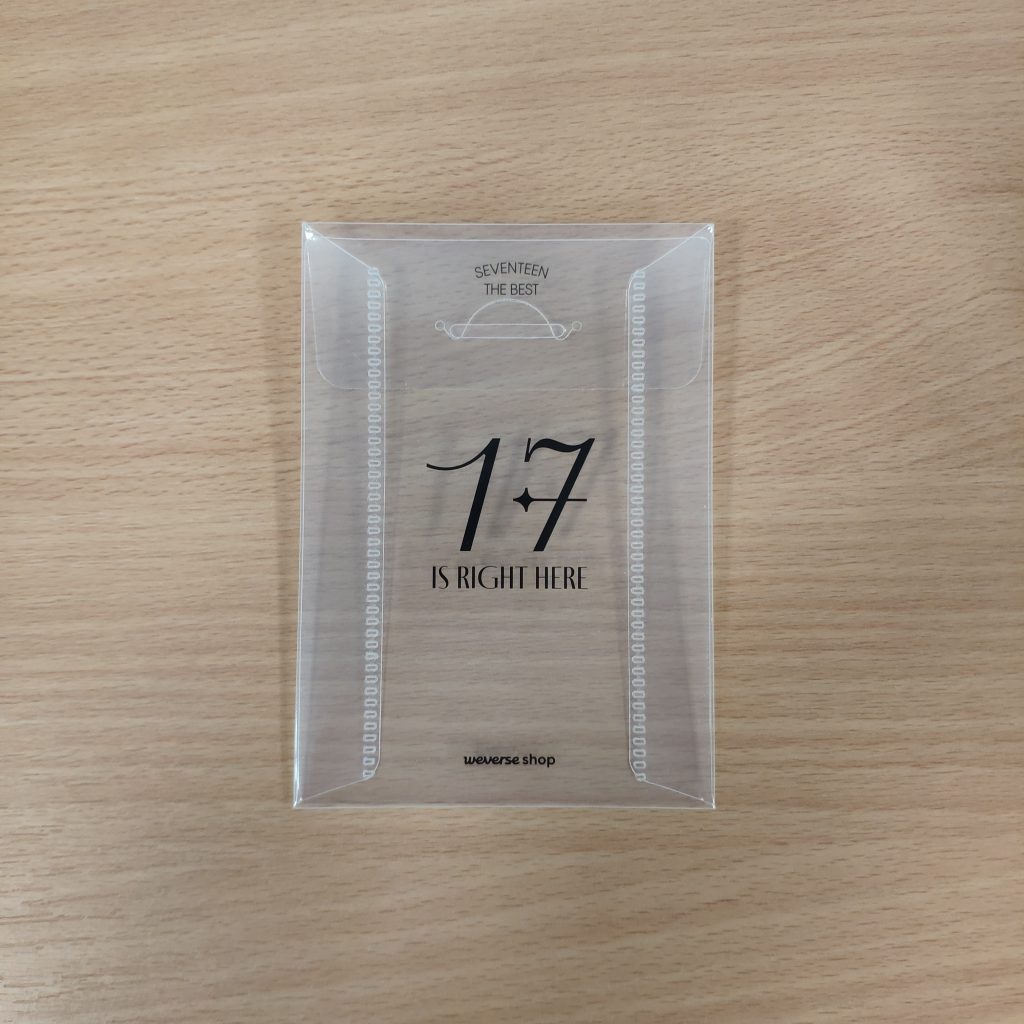 SEVENTEEN
THE BEST
17
IS RIGHT HERE
weverse shop